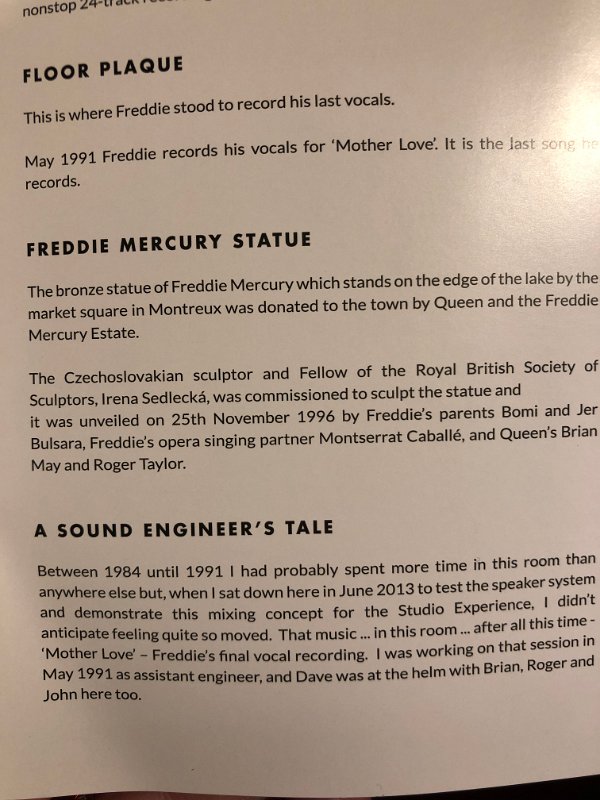 nonstop 24-track
FLOOR PLAQUE
This is where Freddie stood to record his last vocals.
May 1991 Freddie records his vocals for ‘Mother Love’. It is the last song he
records.
FREDDIE MERCURY STATUE
The bronze statue of Freddie Mercury which stands on the edge of the lake by the
market square in Montreux was donated to the town by Queen and the Freddie
Mercury Estate.
The Czechoslovakian sculptor and Fellow of the Royal British Society of
Sculptors, Irena Sedlecká, was commissioned to sculpt the statue and
it was unveiled on 25th November 1996 by Freddie’s parents Bomi and Jer
Bulsara, Freddie’s opera singing partner Montserrat Caballé, and Queen’s Brian
May and Roger Taylor.
A SOUND ENGINEER’S TALE
Between 1984 until 1991 I had probably spent more time in this room than
anywhere else but, when I sat down here in June 2013 to test the speaker system
and demonstrate this mixing concept for the Studio Experience, I didn’t
anticipate feeling quite so moved. That music ... in this room ... after all this time -
‘Mother Love’ – Freddie’s final vocal recording. I was working on that session in
May 1991 as assistant engineer, and Dave was at the helm with Brian, Roger and
John here too.